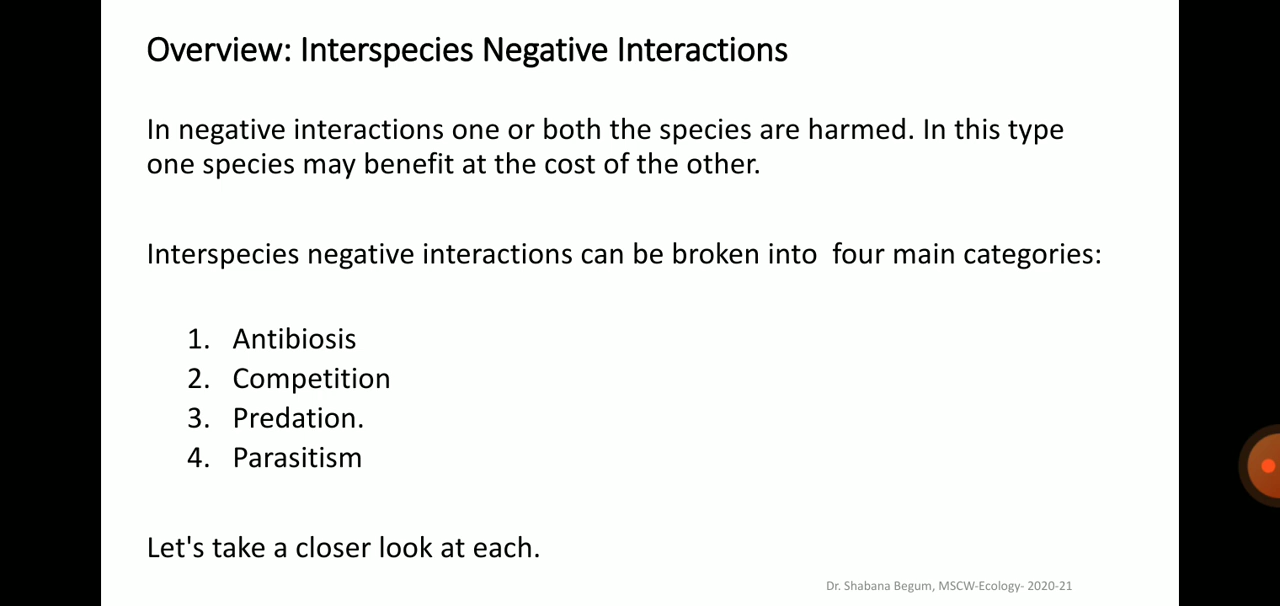 Overview: Interspecies Negative Interactions
In negative interactions one or both the species are harmed. In this type
one species may benefit at the cost of the other.
Interspecies negative interactions can be broken into  four main categories:
1. Antibiosis
2. Competition
3. Predation.
4. Parasitism
Let's take a closer look at each.
Dr. Shabana Begum, MSCW-Ecology- 2020-21